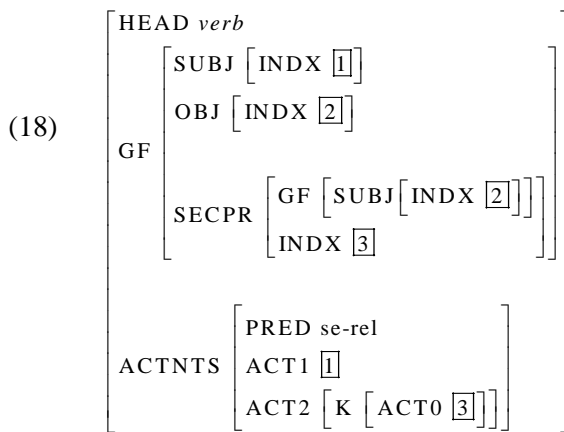 HEAD verb
SUBJ [INDX 1]
OBJ [INDX 2]
(18)
GF
SECPR [GF [SUBJ [INDX 2]]]
INDX 3
PRED se-rel
ACTNTS ACT1 1
ACT2 [K [ACT0 3]]